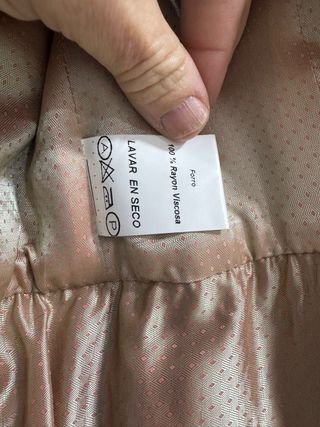 Forro
100 % Rayon Viscosa
LAVAR EN SECO
A P